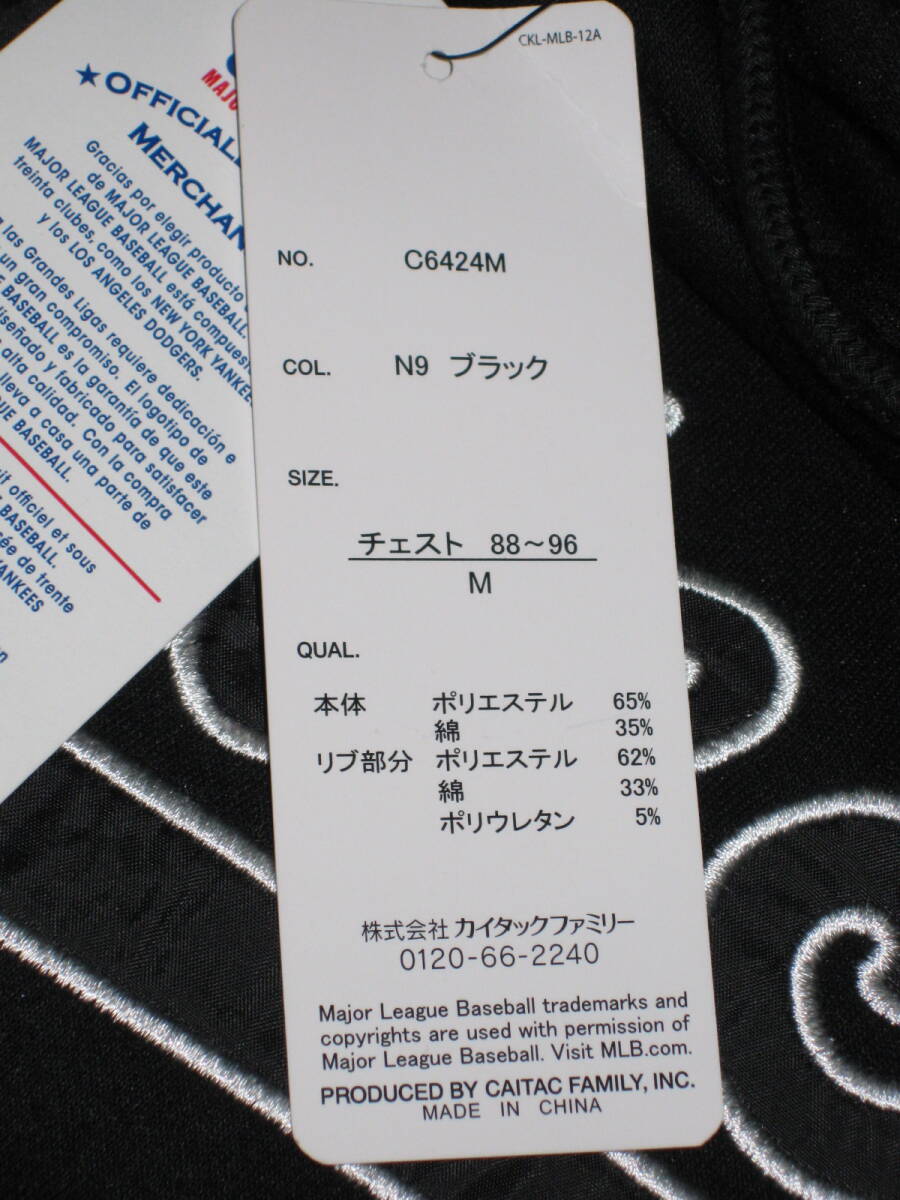 CKL-MLB-12A
NO. C6424M
COL. N9 ブラック
SIZE.
チェスト 88～96
M
QUAL.
本体 ポリエステル 65%
綿 35%
リブ部分 ポリエステル 62%
綿 33%
ポリウレタン 5%
株式会社 カイタックファミリー
0120-66-2240
Major League Baseball trademarks and
copyrights are used with permission of
Major League Baseball. Visit MLB.com.
PRODUCED BY CAITAC FAMILY, INC.
MADE IN CHINA
★OFFICIAL
Gracias por elegir producto
de MAJOR LEAGUE BASEBALL
MAJOR LEAGUE BASEBALL está
treinta clubes, como los NEW YORK
y los LOS ANGELES DODGERS.
las Grandes Ligas requiere dedicación e
un gran compromiso. El logotipo de
BASEBALL es la garantía de que este
diseñado y fabricado para satisfacer
alta calidad. Con la compra
lleva a casa una parte de
BASEBALL.
officiel et sous
BASEBALL.
de trente
YANKEES